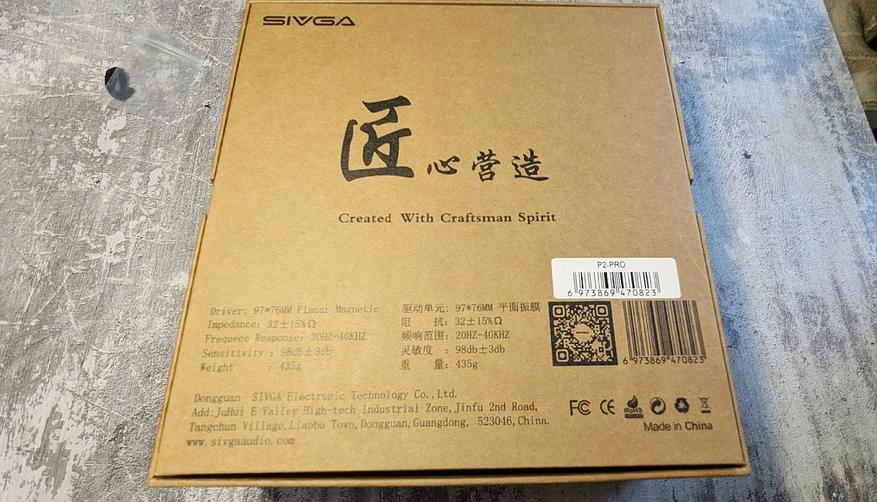 SIVGA
匠心营造
Created With Craftsman Spirit
P2-PRO
6 973869 470823
Driver: 97*76MM Planar Magnetic
Impedance: 32±15%Ω
Frequece Response: 20HZ-40KHZ
Sensitivity : 98db±3db
Weight : 435g
驱动单元: 97*76MM 平面振膜
阻 抗: 32±15%Ω
频响范围: 20HZ-40KHZ
灵敏度 : 98db±3db
重 量: 435g
6 973869 470823
Dongguan SIVGA Electronic Technology Co., Ltd.
Add:JuHui E Valley High-tech Industrial Zone,Jinfu 2nd Road,
Tangchun Village,Liaobu Town,Dongguan,Guangdong, 523046,China.
www.sivgaaudio.com
FC CE RoHS
Made in China